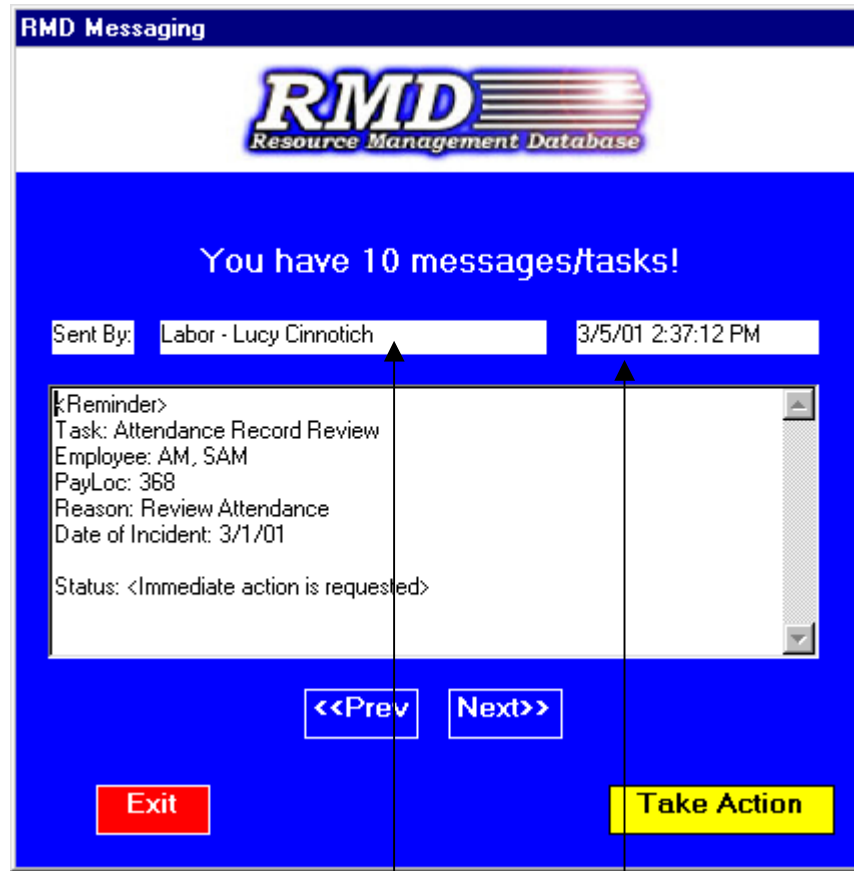 RMD Messaging
RMD
Resource Management Database
You have 10 messages/tasks!
Sent By: Labor - Lucy Cinnotich 3/5/01 2:37:12 PM
<Reminder>
Task: Attendance Record Review
Employee: AM, SAM
PayLoc: 368
Reason: Review Attendance
Date of Incident: 3/1/01
Status: <Immediate action is requested>
<<Prev Next>>
Exit Take Action